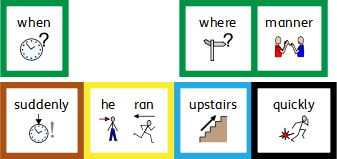 when where manner
suddenly he ran upstairs quickly